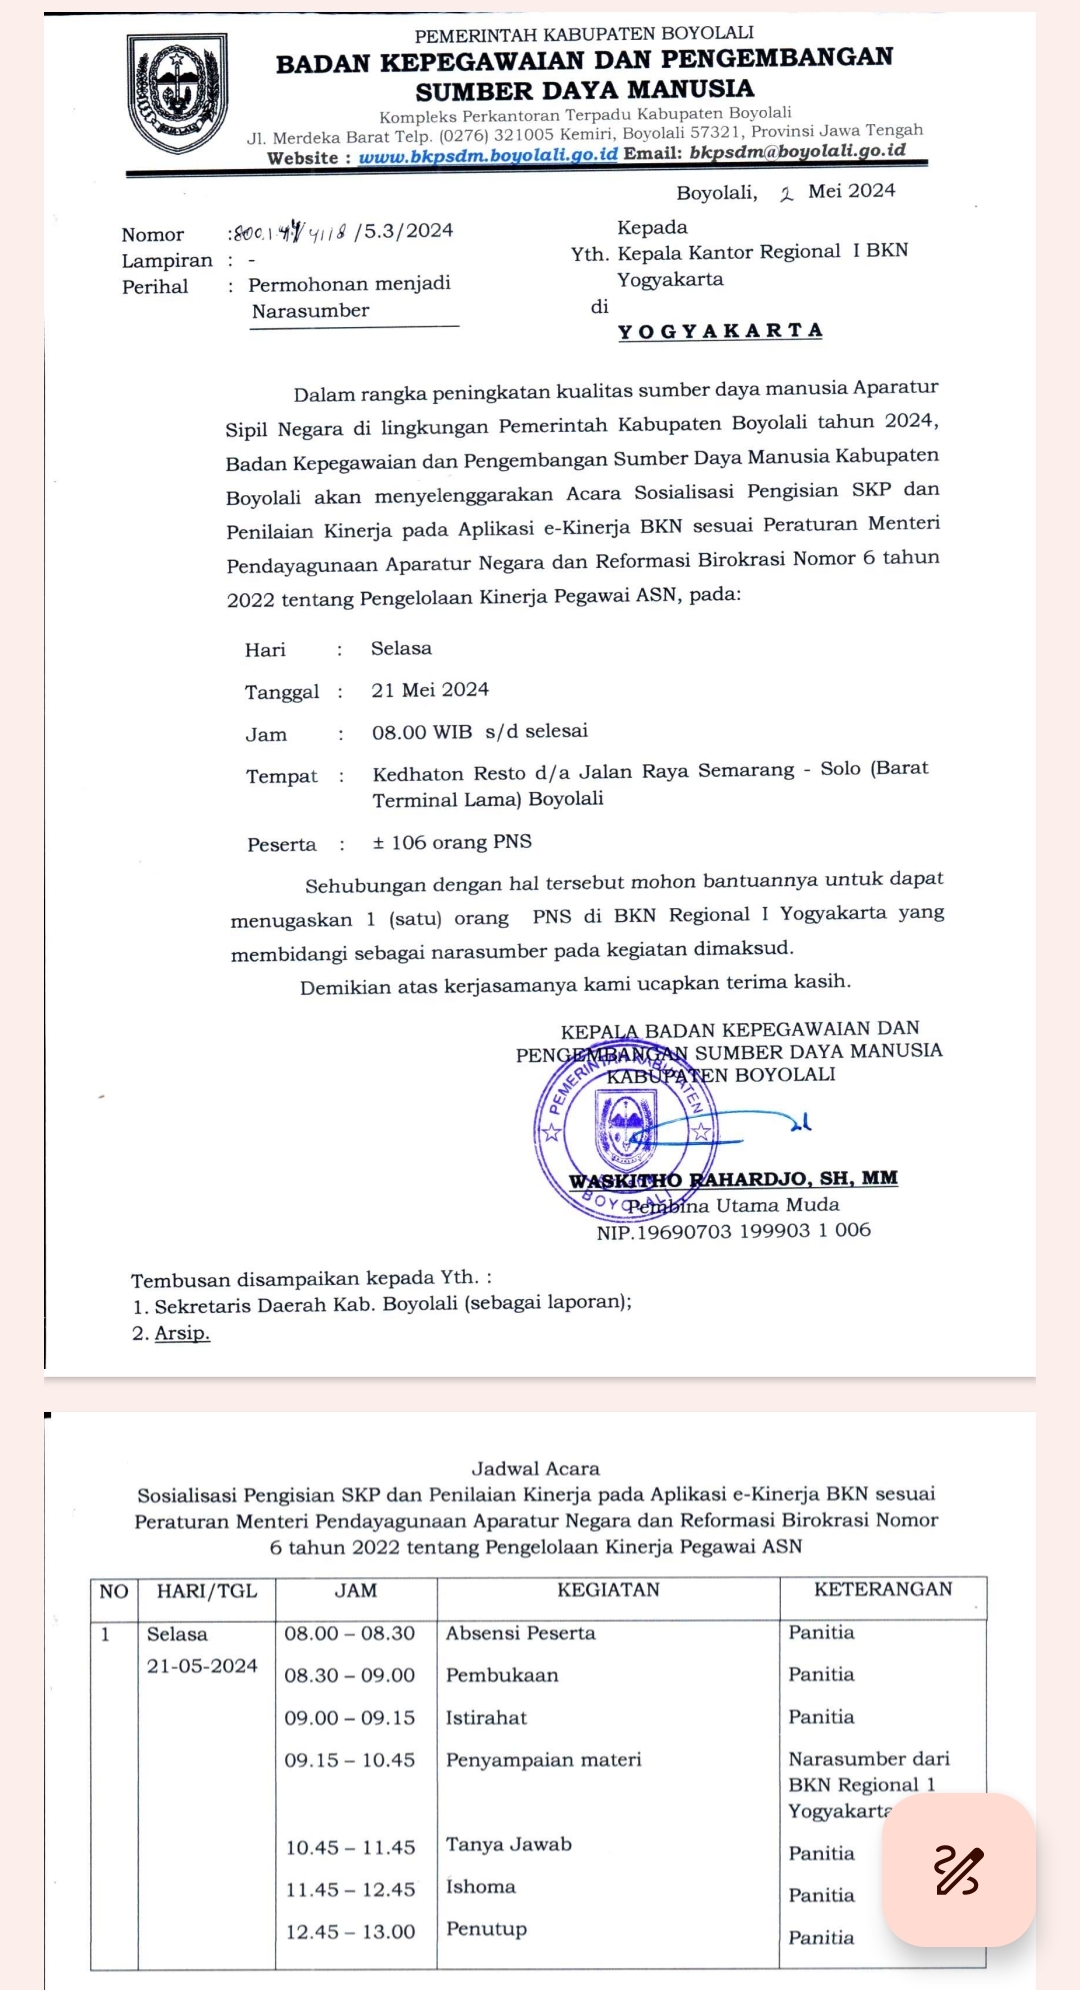 PEMERINTAH KABUPATEN BOYOLALI
BADAN KEPEGAWAIAN DAN PENGEMBANGAN
SUMBER DAYA MANUSIA
Kompleks Perkantoran Terpadu Kabupaten Boyolali
Jl. Merdeka Barat Telp. (0276) 321005 Kemiri, Boyolali 57321, Provinsi Jawa Tengah
Website : www.bkpsdm.boyolali.go.id Email: bkpsdm@boyolali.go.id
Boyolali, 2 Mei 2024
Nomor : /5.3/2024
Lampiran : -
Perihal : Permohonan menjadi
Narasumber
Kepada
Yth. Kepala Kantor Regional I BKN
Yogyakarta
di
YOGYAKARTA
Dalam rangka peningkatan kualitas sumber daya manusia Aparatur
Sipil Negara di lingkungan Pemerintah Kabupaten Boyolali tahun 2024,
Badan Kepegawaian dan Pengembangan Sumber Daya Manusia Kabupaten
Boyolali akan menyelenggarakan Acara Sosialisasi Pengisian SKP dan
Penilaian Kinerja pada Aplikasi e-Kinerja BKN sesuai Peraturan Menteri
Pendayagunaan Aparatur Negara dan Reformasi Birokrasi Nomor 6 tahun
2022 tentang Pengelolaan Kinerja Pegawai ASN, pada:
Hari : Selasa
Tanggal : 21 Mei 2024
Jam : 08.00 WIB s/d selesai
Tempat : Kedhaton Resto d/a Jalan Raya Semarang - Solo (Barat
Terminal Lama) Boyolali
Peserta : ± 106 orang PNS
Sehubungan dengan hal tersebut mohon bantuannya untuk dapat
menugaskan 1 (satu) orang PNS di BKN Regional I Yogyakarta yang
membidangi sebagai narasumber pada kegiatan dimaksud.
Demikian atas kerjasamanya kami ucapkan terima kasih.
KEPALA BADAN KEPEGAWAIAN DAN
PENGEMBANGAN SUMBER DAYA MANUSIA
KABUPATEN BOYOLALI
PEMERINTAH KABUPATEN
BOYOLALI
WASKITHO RAHARDJO, SH, MM
Pembina Utama Muda
NIP.19690703 199903 1 006
Tembusan disampaikan kepada Yth. :
1. Sekretaris Daerah Kab. Boyolali (sebagai laporan);
2. Arsip.
Jadwal Acara
Sosialisasi Pengisian SKP dan Penilaian Kinerja pada Aplikasi e-Kinerja BKN sesuai
Peraturan Menteri Pendayagunaan Aparatur Negara dan Reformasi Birokrasi Nomor
6 tahun 2022 tentang Pengelolaan Kinerja Pegawai ASN
NO HARI/TGL JAM KEGIATAN KETERANGAN
1 Selasa 08.00 – 08.30 Absensi Peserta Panitia
21-05-2024
08.30 – 09.00 Pembukaan Panitia
09.00 – 09.15 Istirahat Panitia
09.15 – 10.45 Penyampaian materi Narasumber dari
BKN Regional 1
Yogyakarta
10.45 – 11.45 Tanya Jawab Panitia
11.45 – 12.45 Ishoma Panitia
12.45 – 13.00 Penutup Panitia